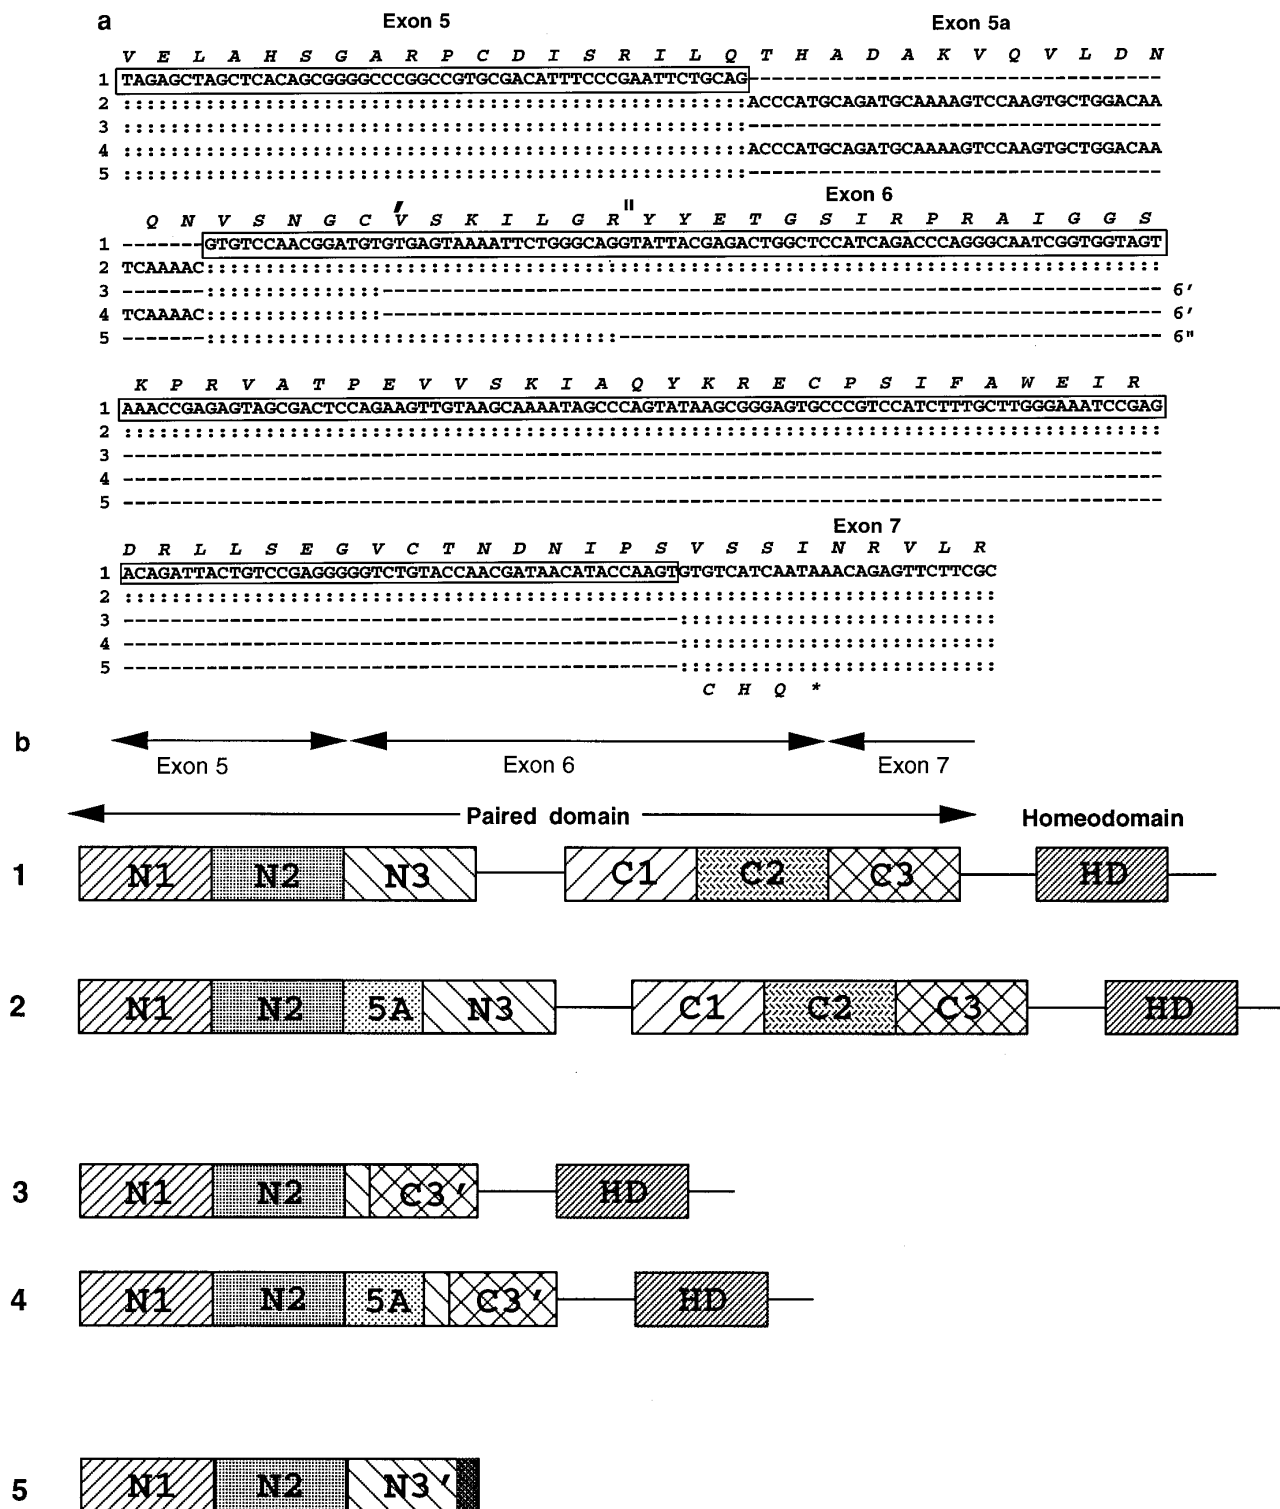 a
Exon 5
Exon 5a
V E L A H S G A R P C D I S R I L Q T H A D A K V Q V L D N
1 TAGAGCTAGCTCACAGCGGGGCCCGGCCGTGCGACATTTCCCGAATTCTGCAG----------------------------------
2 ::::::::::::::::::::::::::::::::::::::::::::::::::::ACCCATGCAGATGCAAAAGTCCAAGTGCTGGACAA
3 ::::::::::::::::::::::::::::::::::::::::::::::::::::-----------------------------------
4 ::::::::::::::::::::::::::::::::::::::::::::::::::::ACCCATGCAGATGCAAAAGTCCAAGTGCTGGACAA
5 ::::::::::::::::::::::::::::::::::::::::::::::::::::-----------------------------------
Exon 6
Q N V S N G C ′ V S K I L G R " Y Y E T G S I R P R A I G G S
1 -------GTGTCCAACGGATGTGTGAGTAAAATTCTGGGCAGGTATTACGAGACTGGCTCCATCAGACCCAGGGCAATCGGTGGTAGT
2 TCAAAAC:::::::::::::::::::::::::::::::::::::::::::::::::::::::::::::::::::::::::::::::::
3 -------:::::::::::::::------------------------------------------------------------------ 6'
4 TCAAAAC:::::::::::::::------------------------------------------------------------------ 6'
5 -------:::::::::::::::::::::::::::::::::::---------------------------------------------- 6"
K P R V A T P E V V S K I A Q Y K R E C P S I F A W E I R
1 AAACCGAGAGTAGCGACTCCAGAAGTTGTAAGCAAAATAGCCCAGTATAAGCGGGAGTGCCCGTCCATCTTTGCTTGGGAAATCCGAG
2 ::::::::::::::::::::::::::::::::::::::::::::::::::::::::::::::::::::::::::::::::::::::::
3 ----------------------------------------------------------------------------------------
4 ----------------------------------------------------------------------------------------
5 ----------------------------------------------------------------------------------------
Exon 7
D R L L S E G V C T N D N I P S V S S I N R V L R
1 ACAGATTACTGTCCGAGGGGGTCTGTACCAACGATAACATACCAAGTGTGTCATCAATAAACAGAGTTCTTCGC
2 ::::::::::::::::::::::::::::::::::::::::::::::::::::::::::::::::::::::::::
3 -----------------------------------------------:::::::::::::::::::::::::::
4 -----------------------------------------------:::::::::::::::::::::::::::
5 -----------------------------------------------:::::::::::::::::::::::::::
C H Q *
b
Exon 5 Exon 6 Exon 7
Paired domain Homeodomain
1 N1 N2 N3 C1 C2 C3 HD
2 N1 N2 5A N3 C1 C2 C3 HD
3 N1 N2 C3' HD
4 N1 N2 5A C3' HD
5 N1 N2 N3'